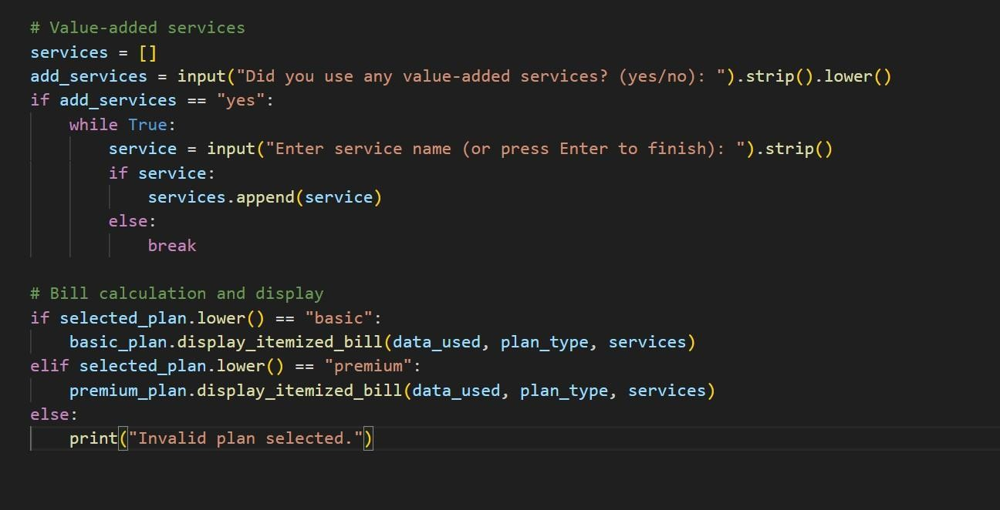 # Value-added services
services = []
add_services = input("Did you use any value-added services? (yes/no): ").strip().lower()
if add_services == "yes":
    while True:
        service = input("Enter service name (or press Enter to finish): ").strip()
        if service:
            services.append(service)
        else:
            break

# Bill calculation and display
if selected_plan.lower() == "basic":
    basic_plan.display_itemized_bill(data_used, plan_type, services)
elif selected_plan.lower() == "premium":
    premium_plan.display_itemized_bill(data_used, plan_type, services)
else:
    print("Invalid plan selected.")